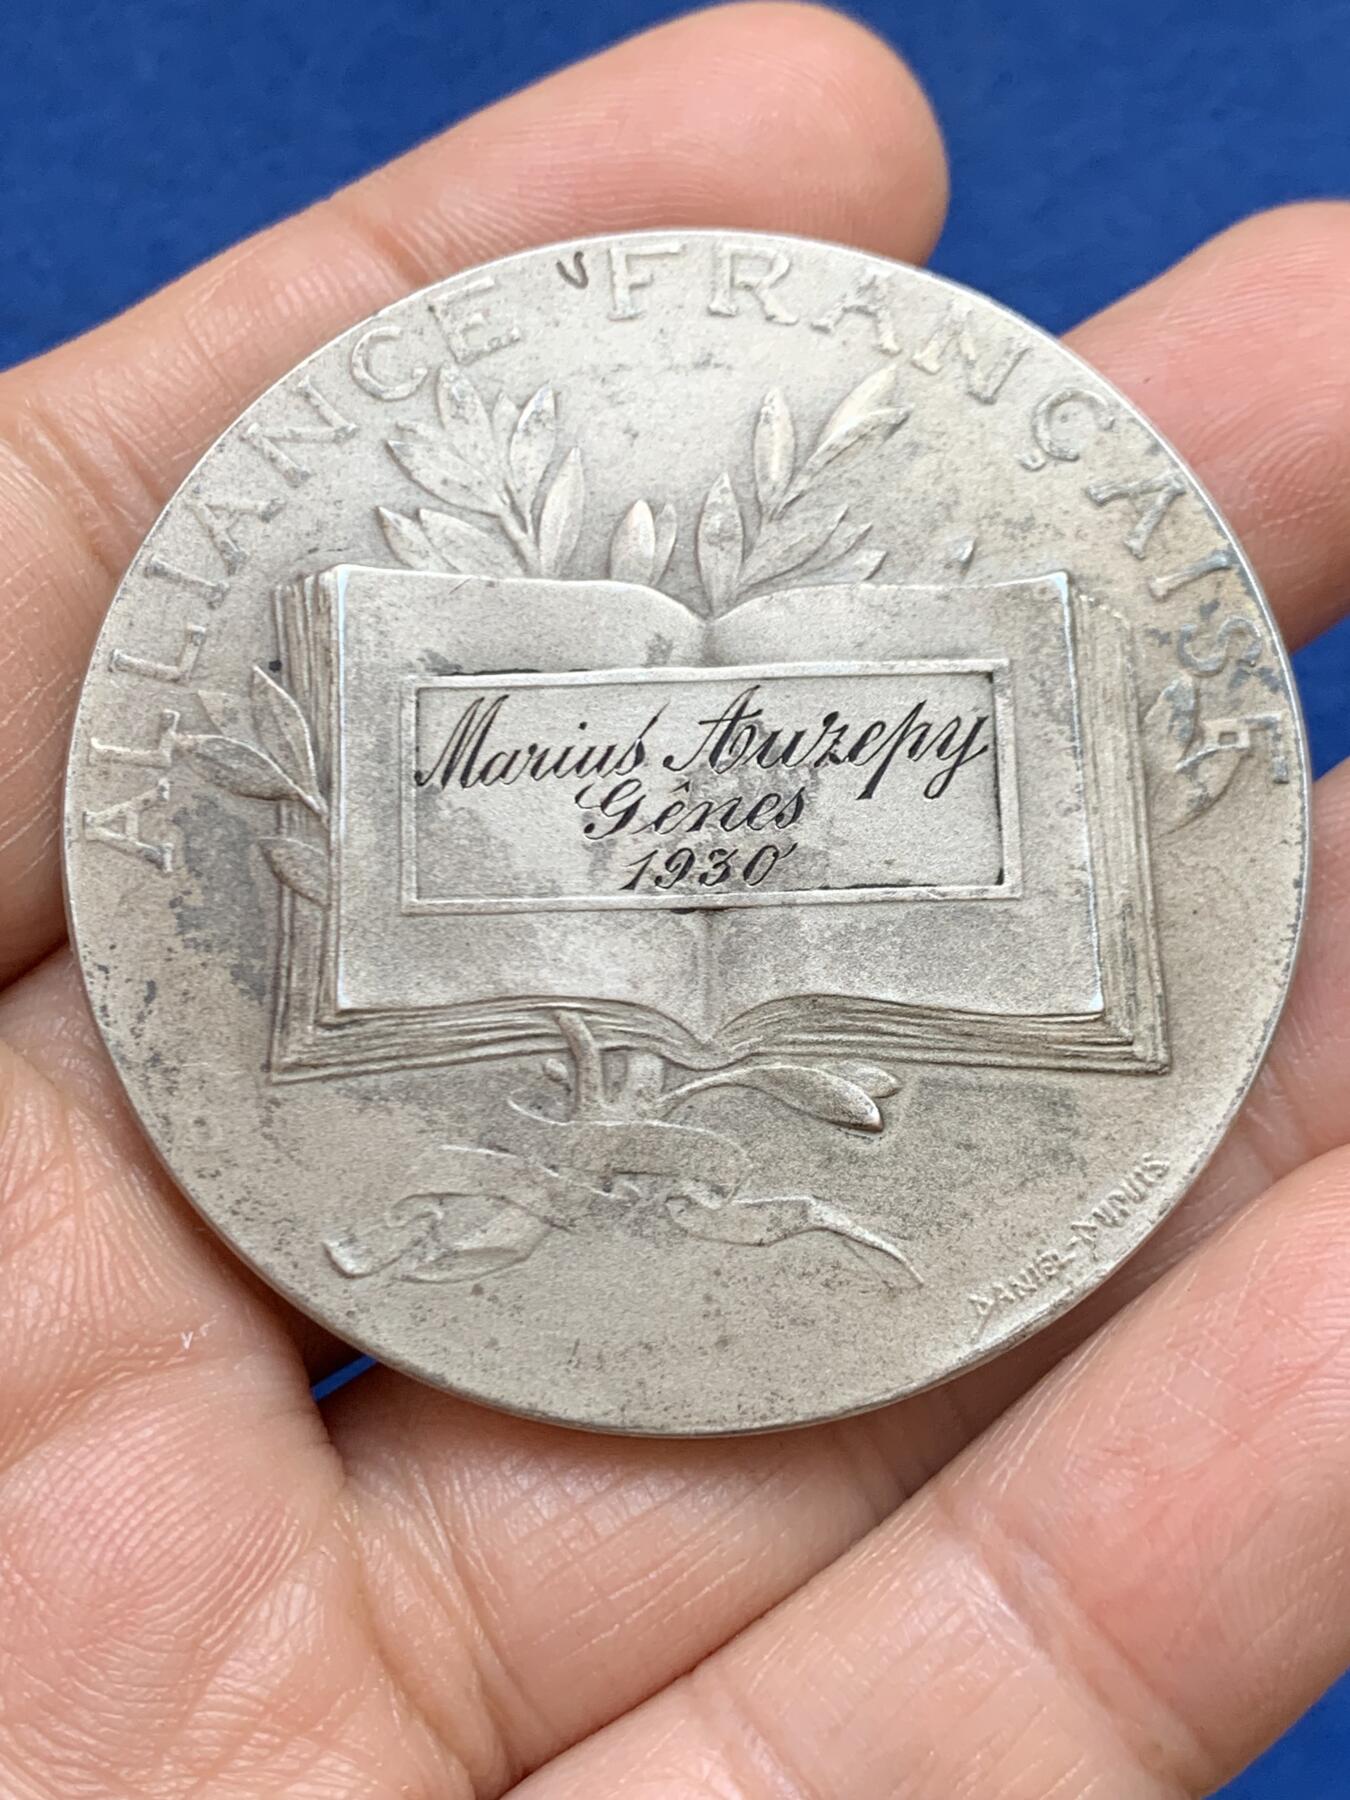 ALLIANCE FRANÇAISE
Marius Auzepy
Gênes
1930
DANIEL-DUPUIS